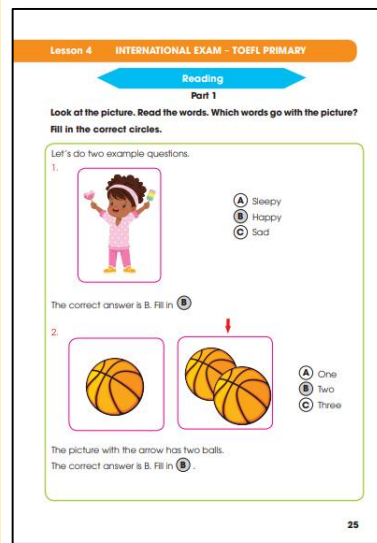 Lesson 4 INTERNATIONAL EXAM – TOEFL PRIMARY
Reading
Part 1
Look at the picture. Read the words. Which words go with the picture?
Fill in the correct circles.
Let's do two example questions.
1.
A Sleepy
B Happy
C Sad
The correct answer is B. Fill in B
2.
A One
B Two
C Three
The picture with the arrow has two balls.
The correct answer is B. Fill in B .
25